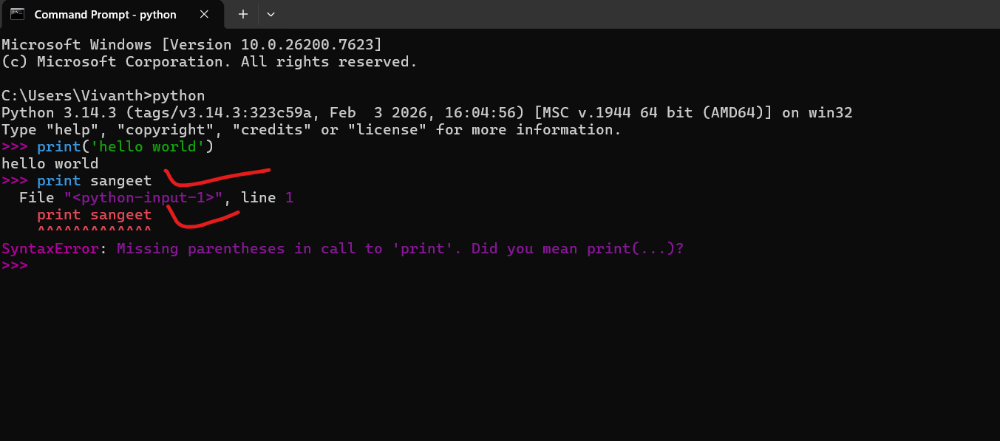 Command Prompt - python
Microsoft Windows [Version 10.0.26200.7623]
(c) Microsoft Corporation. All rights reserved.
C:\Users\Vivanth>python
Python 3.14.3 (tags/v3.14.3:323c59a, Feb  3 2026, 16:04:56) [MSC v.1944 64 bit (AMD64)] on win32
Type "help", "copyright", "credits" or "license" for more information.
>>> print('hello world')
hello world
>>> print sangeet
  File "<python-input-1>", line 1
    print sangeet
    ^^^^^^^^^^^^^
SyntaxError: Missing parentheses in call to 'print'. Did you mean print(...)?
>>>